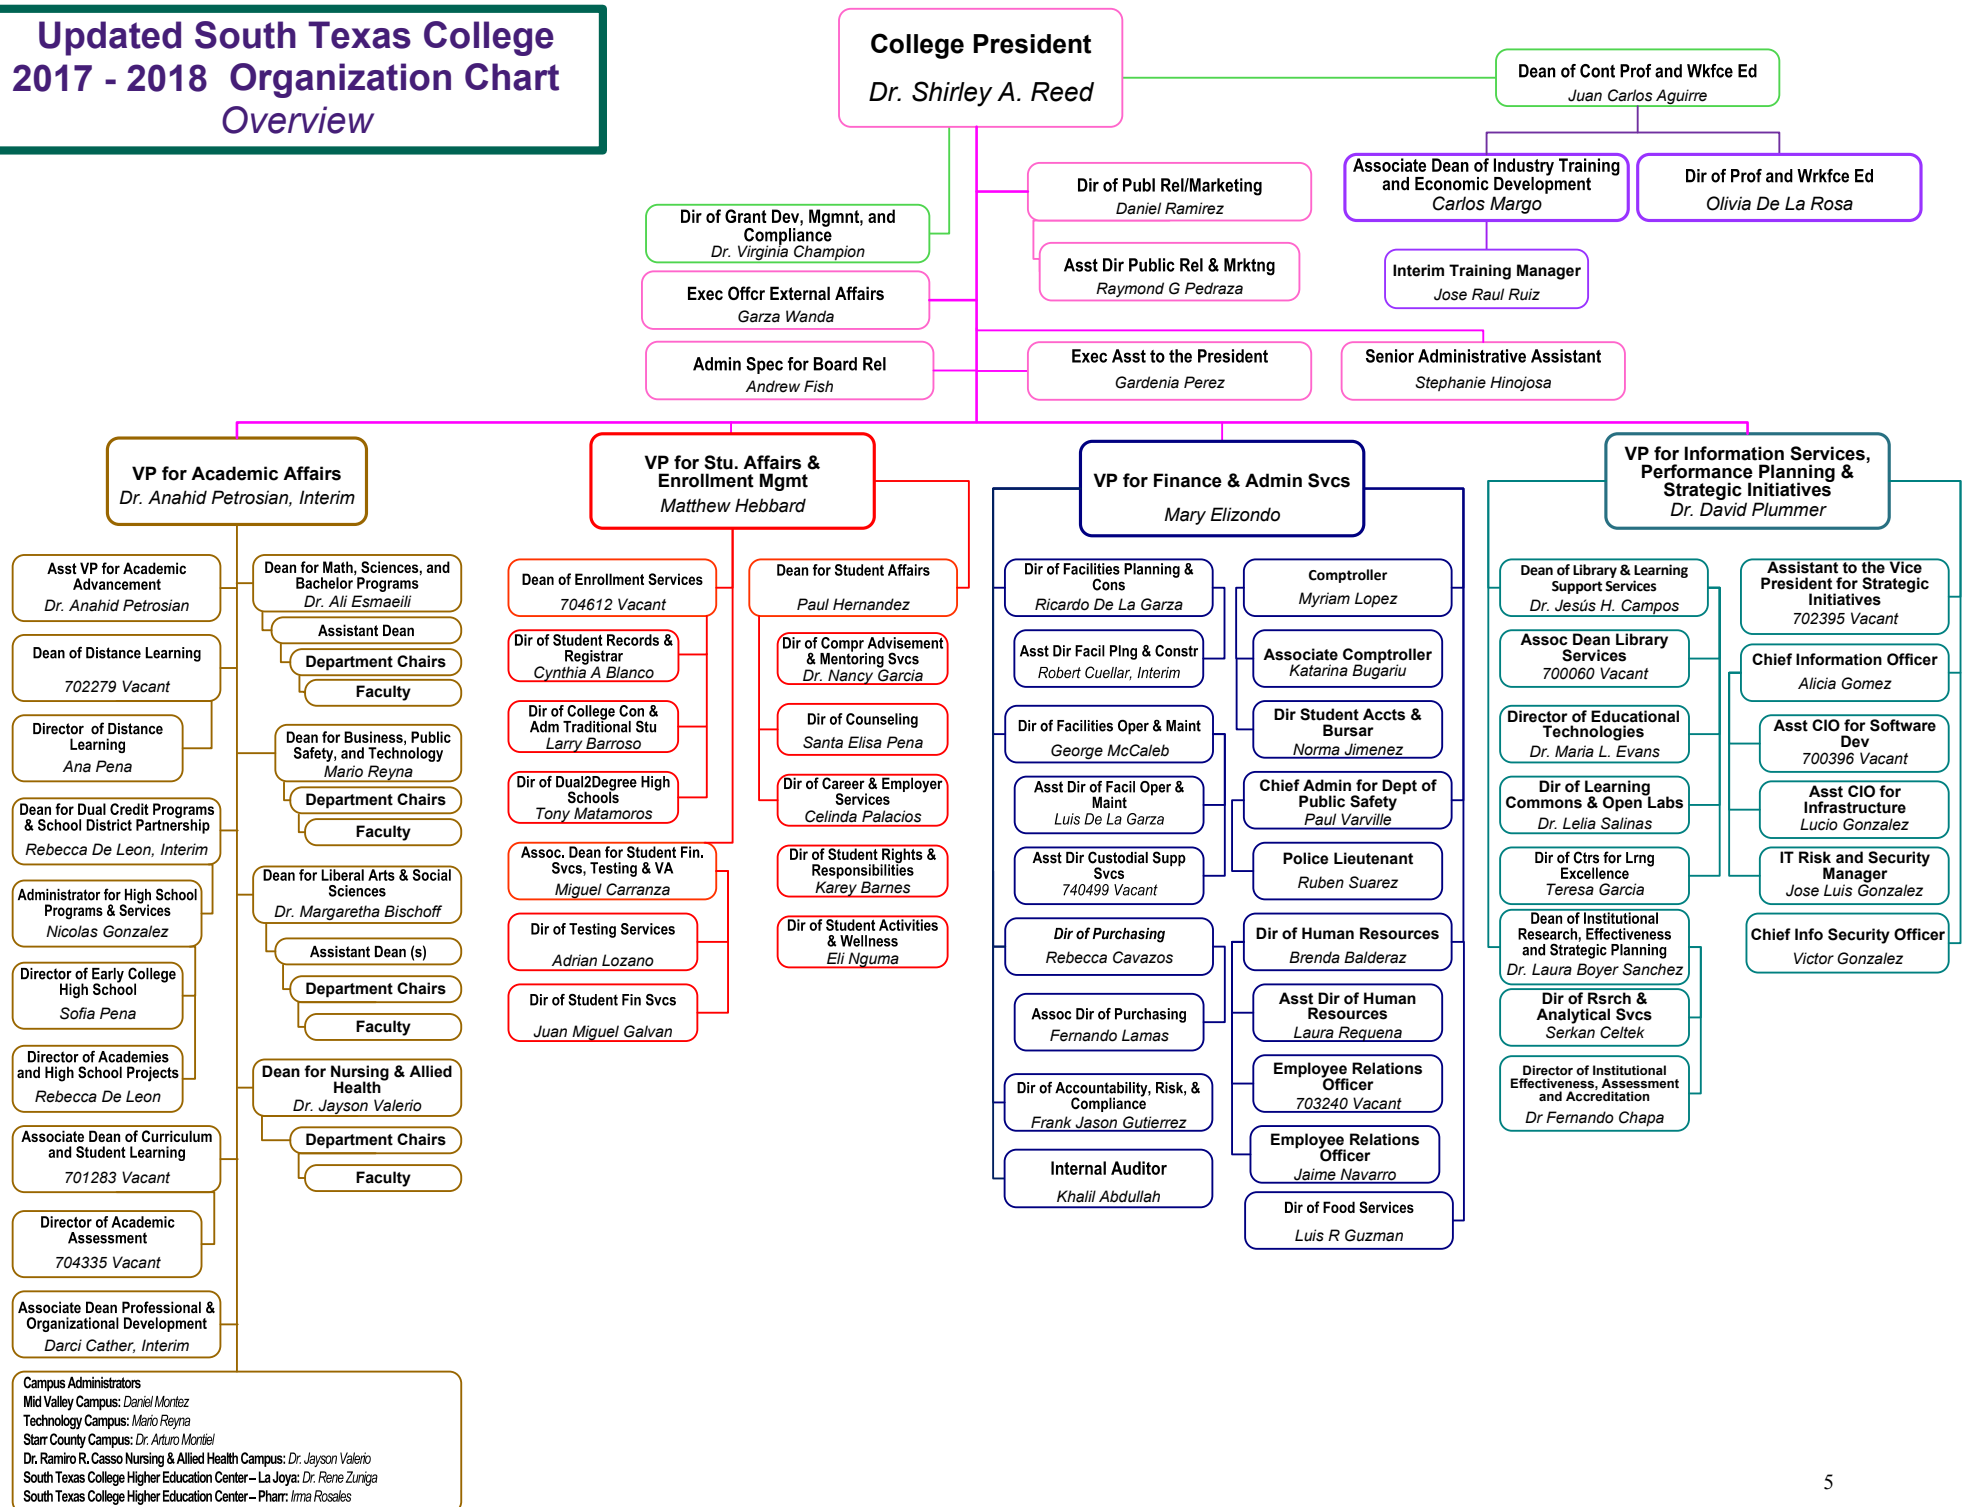 Updated South Texas College
2017 - 2018 Organization Chart
Overview
College President
Dr. Shirley A. Reed
Dean of Cont Prof and Wkfce Ed
Juan Carlos Aguirre
Associate Dean of Industry Training
and Economic Development
Carlos Margo
Dir of Prof and Wrkfce Ed
Olivia De La Rosa
Interim Training Manager
Jose Raul Ruiz
Dir of Publ Rel/Marketing
Daniel Ramirez
Asst Dir Public Rel & Mrktng
Raymond G Pedraza
Dir of Grant Dev, Mgmnt, and
Compliance
Dr. Virginia Champion
Exec Offcr External Affairs
Garza Wanda
Admin Spec for Board Rel
Andrew Fish
Exec Asst to the President
Gardenia Perez
Senior Administrative Assistant
Stephanie Hinojosa
VP for Academic Affairs
Dr. Anahid Petrosian, Interim
Asst VP for Academic
Advancement
Dr. Anahid Petrosian
Dean of Distance Learning
702279 Vacant
Director of Distance
Learning
Ana Pena
Dean for Dual Credit Programs
& School District Partnership
Rebecca De Leon, Interim
Administrator for High School
Programs & Services
Nicolas Gonzalez
Director of Early College
High School
Sofia Pena
Director of Academies
and High School Projects
Rebecca De Leon
Associate Dean of Curriculum
and Student Learning
701283 Vacant
Director of Academic
Assessment
704335 Vacant
Associate Dean Professional &
Organizational Development
Darci Cather, Interim
Dean for Math, Sciences, and
Bachelor Programs
Dr. Ali Esmaeili
Assistant Dean
Department Chairs
Faculty
Dean for Business, Public
Safety, and Technology
Mario Reyna
Department Chairs
Faculty
Dean for Liberal Arts & Social
Sciences
Dr. Margaretha Bischoff
Assistant Dean (s)
Department Chairs
Faculty
Dean for Nursing & Allied
Health
Dr. Jayson Valerio
Department Chairs
Faculty
Campus Administrators
Mid Valley Campus: Daniel Montez
Technology Campus: Mario Reyna
Starr County Campus: Dr. Arturo Montiel
Dr. Ramiro R. Casso Nursing & Allied Health Campus: Dr. Jayson Valerio
South Texas College Higher Education Center – La Joya: Dr. Rene Zuniga
South Texas College Higher Education Center – Pharr: Irma Rosales
VP for Stu. Affairs &
Enrollment Mgmt
Matthew Hebbard
Dean of Enrollment Services
704612 Vacant
Dir of Student Records &
Registrar
Cynthia A Blanco
Dir of College Con &
Adm Traditional Stu
Larry Barroso
Dir of Dual2Degree High
Schools
Tony Matamoros
Assoc. Dean for Student Fin.
Svcs, Testing & VA
Miguel Carranza
Dir of Testing Services
Adrian Lozano
Dir of Student Fin Svcs
Juan Miguel Galvan
Dean for Student Affairs
Paul Hernandez
Dir of Compr Advisement
& Mentoring Svcs
Dr. Nancy Garcia
Dir of Counseling
Santa Elisa Pena
Dir of Career & Employer
Services
Celinda Palacios
Dir of Student Rights &
Responsibilities
Karey Barnes
Dir of Student Activities
& Wellness
Eli Nguma
VP for Finance & Admin Svcs
Mary Elizondo
Dir of Facilities Planning &
Cons
Ricardo De La Garza
Asst Dir Facil Plng & Constr
Robert Cuellar, Interim
Dir of Facilities Oper & Maint
George McCaleb
Asst Dir of Facil Oper &
Maint
Luis De La Garza
Asst Dir Custodial Supp
Svcs
740499 Vacant
Dir of Purchasing
Rebecca Cavazos
Assoc Dir of Purchasing
Fernando Lamas
Dir of Accountability, Risk, &
Compliance
Frank Jason Gutierrez
Internal Auditor
Khalil Abdullah
Comptroller
Myriam Lopez
Associate Comptroller
Katarina Bugariu
Dir Student Accts &
Bursar
Norma Jimenez
Chief Admin for Dept of
Public Safety
Paul Varville
Police Lieutenant
Ruben Suarez
Dir of Human Resources
Brenda Balderaz
Asst Dir of Human
Resources
Laura Requena
Employee Relations
Officer
703240 Vacant
Employee Relations
Officer
Jaime Navarro
Dir of Food Services
Luis R Guzman
VP for Information Services,
Performance Planning &
Strategic Initiatives
Dr. David Plummer
Dean of Library & Learning
Support Services
Dr. Jesús H. Campos
Assoc Dean Library
Services
700060 Vacant
Director of Educational
Technologies
Dr. Maria L. Evans
Dir of Learning
Commons & Open Labs
Dr. Lelia Salinas
Dir of Ctrs for Lrng
Excellence
Teresa Garcia
Dean of Institutional
Research, Effectiveness
and Strategic Planning
Dr. Laura Boyer Sanchez
Dir of Rsrch &
Analytical Svcs
Serkan Celtek
Director of Institutional
Effectiveness, Assessment
and Accreditation
Dr Fernando Chapa
Assistant to the Vice
President for Strategic
Initiatives
702395 Vacant
Chief Information Officer
Alicia Gomez
Asst CIO for Software
Dev
700396 Vacant
Asst CIO for
Infrastructure
Lucio Gonzalez
IT Risk and Security
Manager
Jose Luis Gonzalez
Chief Info Security Officer
Victor Gonzalez
5